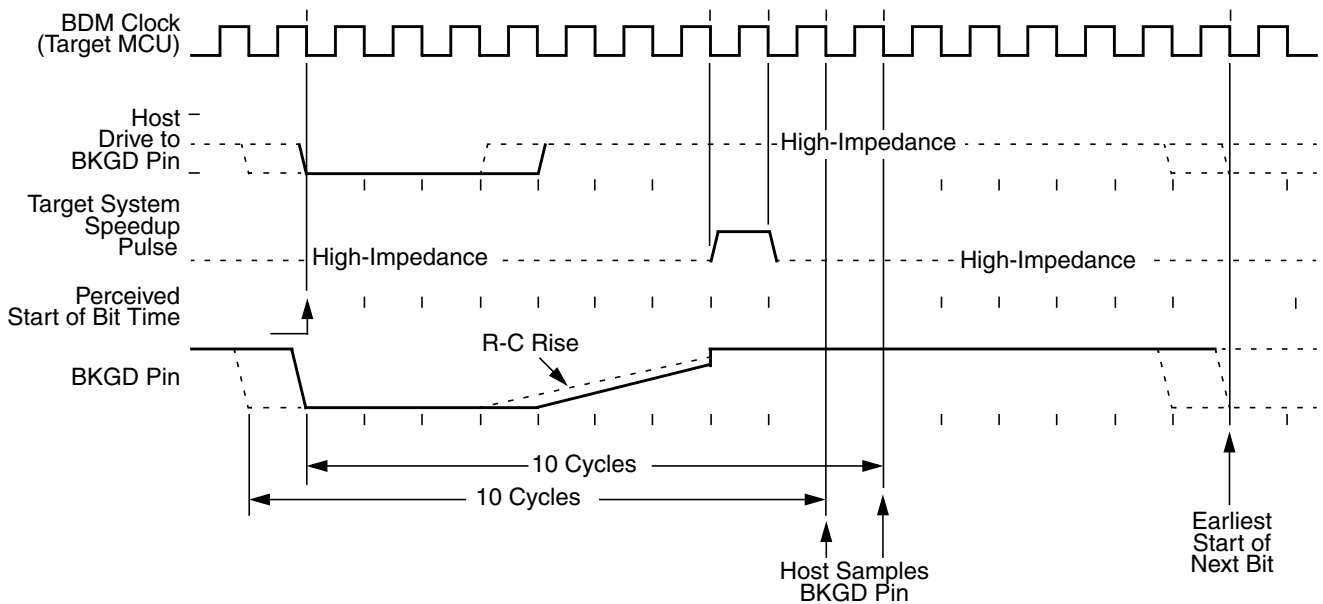 BDM Clock
(Target MCU)
Host
Drive to
BKGD Pin
High-Impedance
Target System
Speedup
Pulse
High-Impedance
High-Impedance
Perceived
Start of Bit Time
R-C Rise
BKGD Pin
10 Cycles
10 Cycles
Earliest
Start of
Next Bit
Host Samples
BKGD Pin